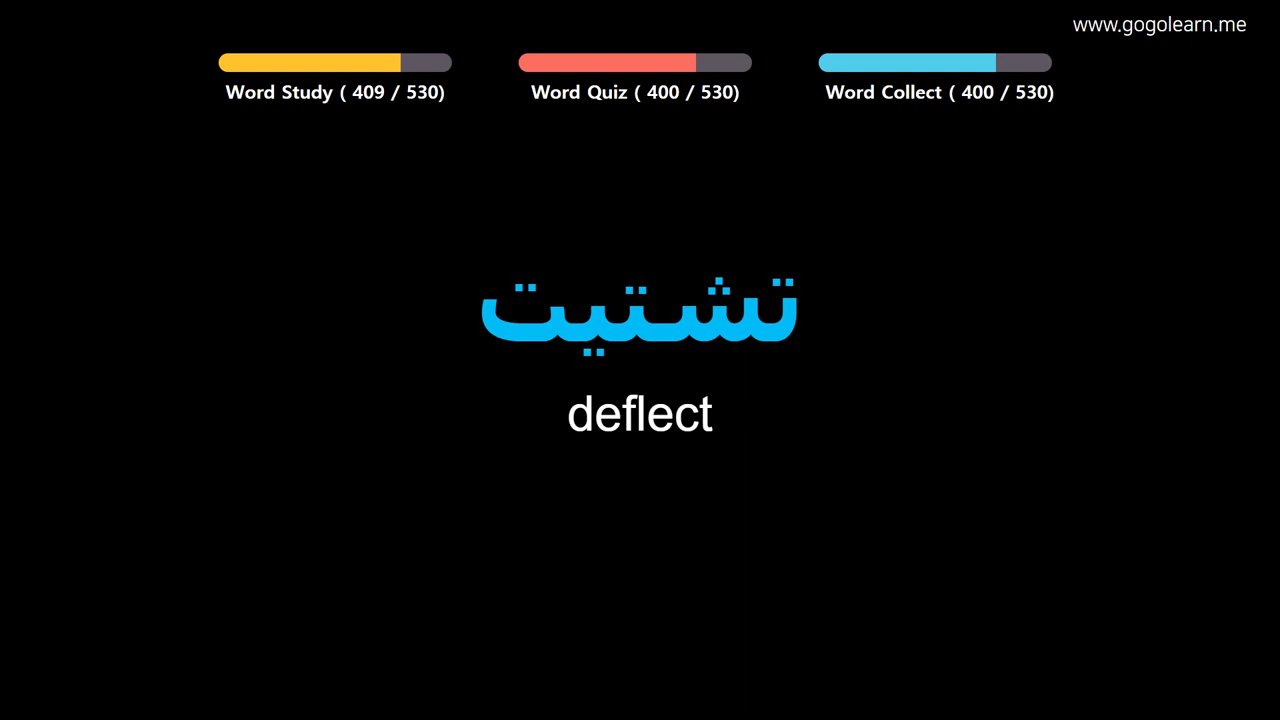 www.gogolearn.me
Word Study ( 409 / 530)
Word Quiz ( 400 / 530)
Word Collect ( 400 / 530)
تشتيت
deflect